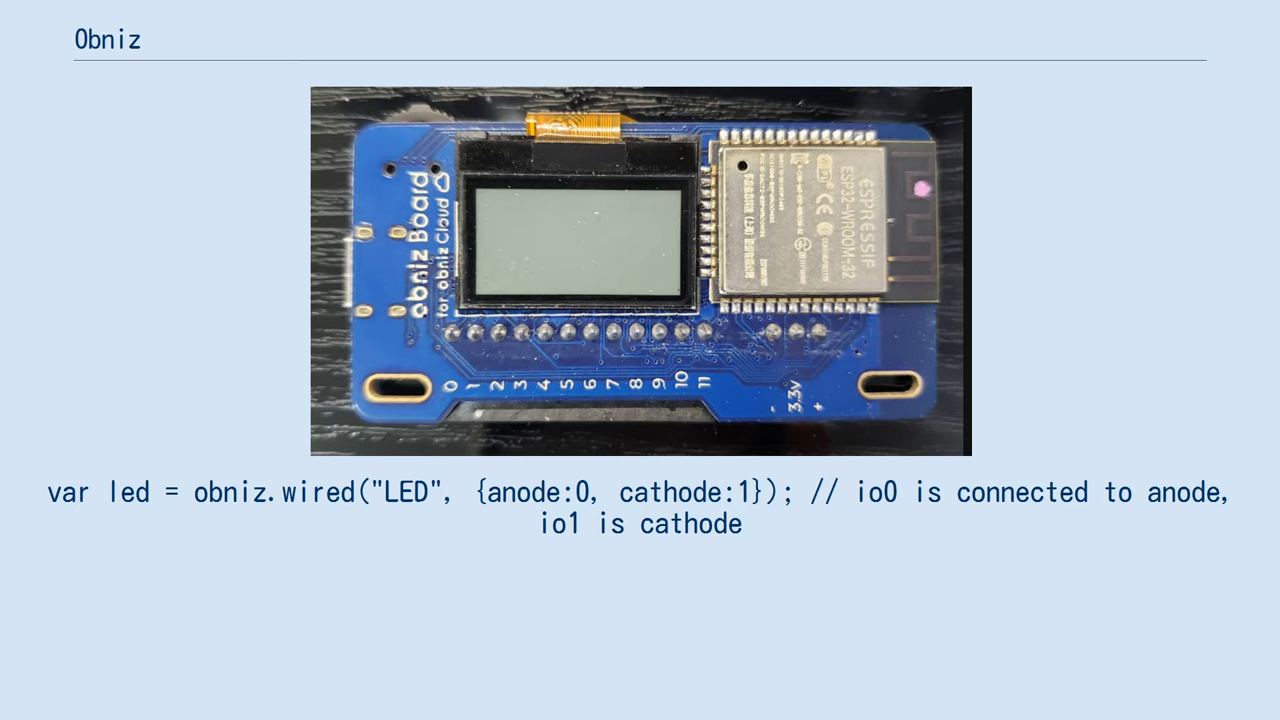 Obniz
obniz Board
for obniz Cloud
ESPRESSIF
ESP32-WROOM-32
WiFi
CE
0 1 2 3 4 5 6 7 8 9 10 11 - 3.3v +
var led = obniz.wired("LED", {anode:0, cathode:1}); // io0 is connected to anode,
io1 is cathode